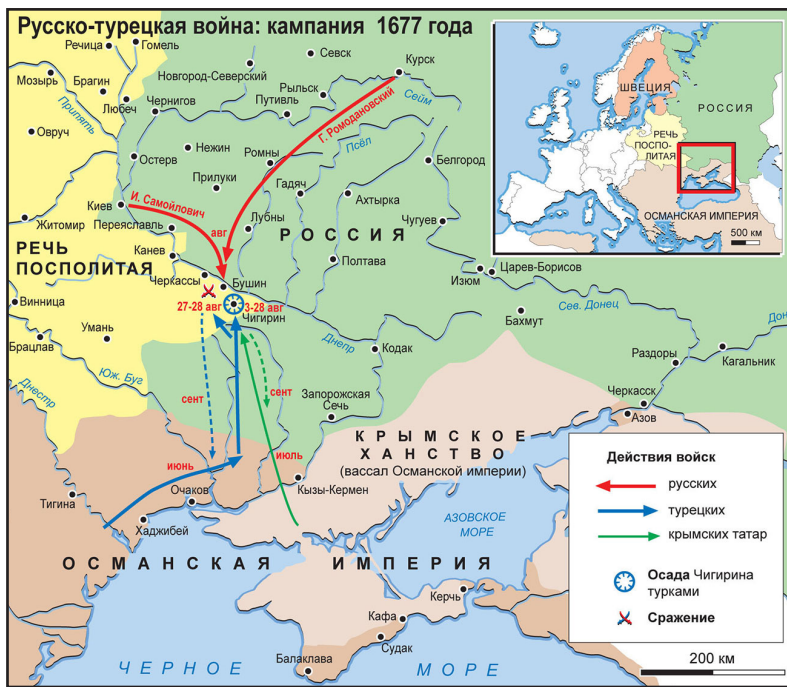 Русско-турецкая война: кампания 1677 года
Речица
Гомель
Севск
Курск
Мозырь
Брагин
Новгород-Северский
Рыльск
Любеч
Чернигов
Путивль
Сейм
Припять
Г. Ромодановский
Овруч
Нежин
Псёл
Остерв
Ромны
Белгород
Прилуки
Гадяч
Ахтырка
Киев
И. Самойлович
Лубны
Чугуев
Житомир
Переяславль
авг
РОССИЯ
РЕЧЬ
ПОСПОЛИТАЯ
Канев
Полтава
Черкассы
Бушин
Изюм
Царев-Борисов
Винница
27-28 авг
3-28 авг
Сев. Донец
Умань
Чигирин
Бахмут
Дон
Брацлав
Днепр
Кодак
Раздоры
Кагальник
Юж. Буг
Днестр
сент
сент
Запорожская
Сечь
Черкасск
Азов
КРЫМСКОЕ
ХАНСТВО
(вассал Османской империи)
июнь
июль
Тигина
Очаков
Кызы-Кермен
Хаджибей
АЗОВСКОЕ
МОРЕ
ОСМАНСКАЯ ИМПЕРИЯ
Керчь
Кафа
Судак
Балаклава
ЧЕРНОЕ МОРЕ
ШВЕЦИЯ
РОССИЯ
РЕЧЬ
ПОСПО-
ЛИТАЯ
ОСМАНСКАЯ ИМПЕРИЯ
500 км
Действия войск
русских
турецких
крымских татар
Осада Чигирина
турками
Сражение
200 км